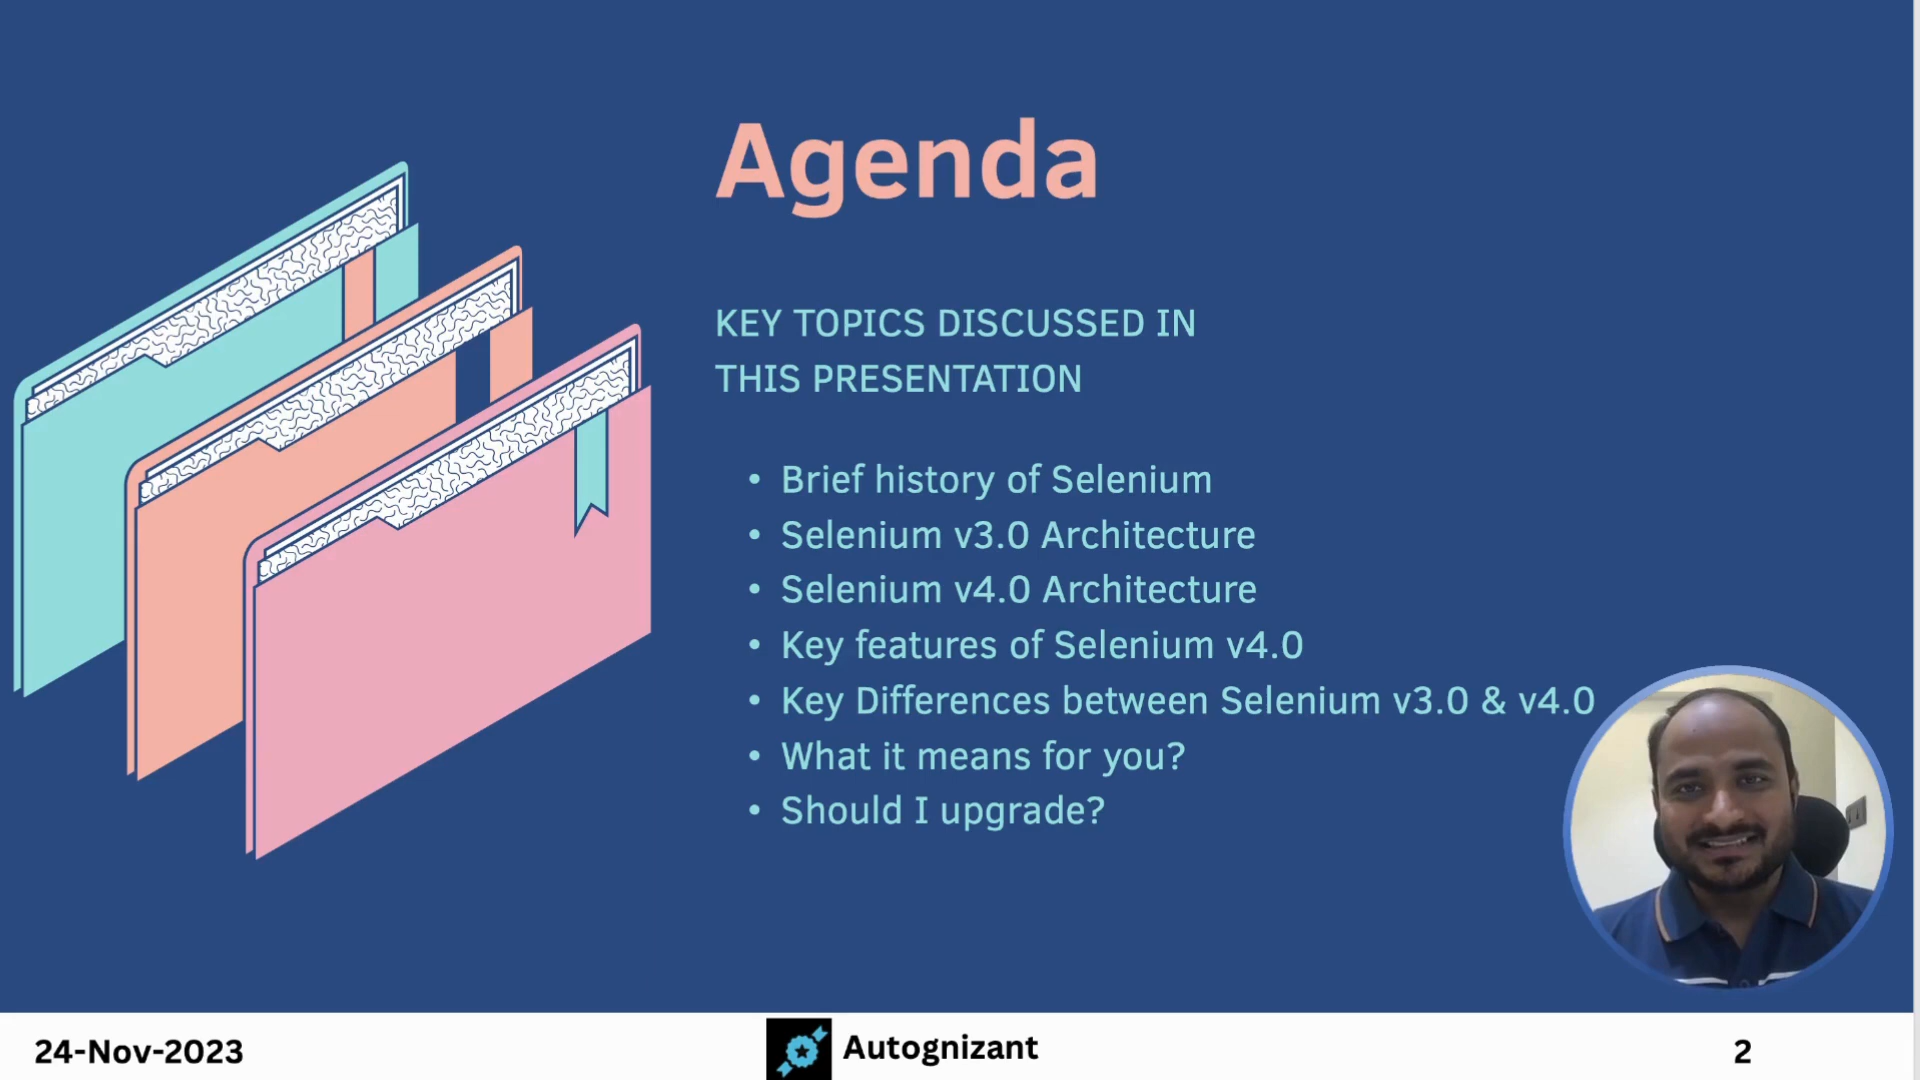 Agenda
KEY TOPICS DISCUSSED IN
THIS PRESENTATION
• Brief history of Selenium
• Selenium v3.0 Architecture
• Selenium v4.0 Architecture
• Key features of Selenium v4.0
• Key Differences between Selenium v3.0 & v4.0
• What it means for you?
• Should I upgrade?
24-Nov-2023
Autognizant
2